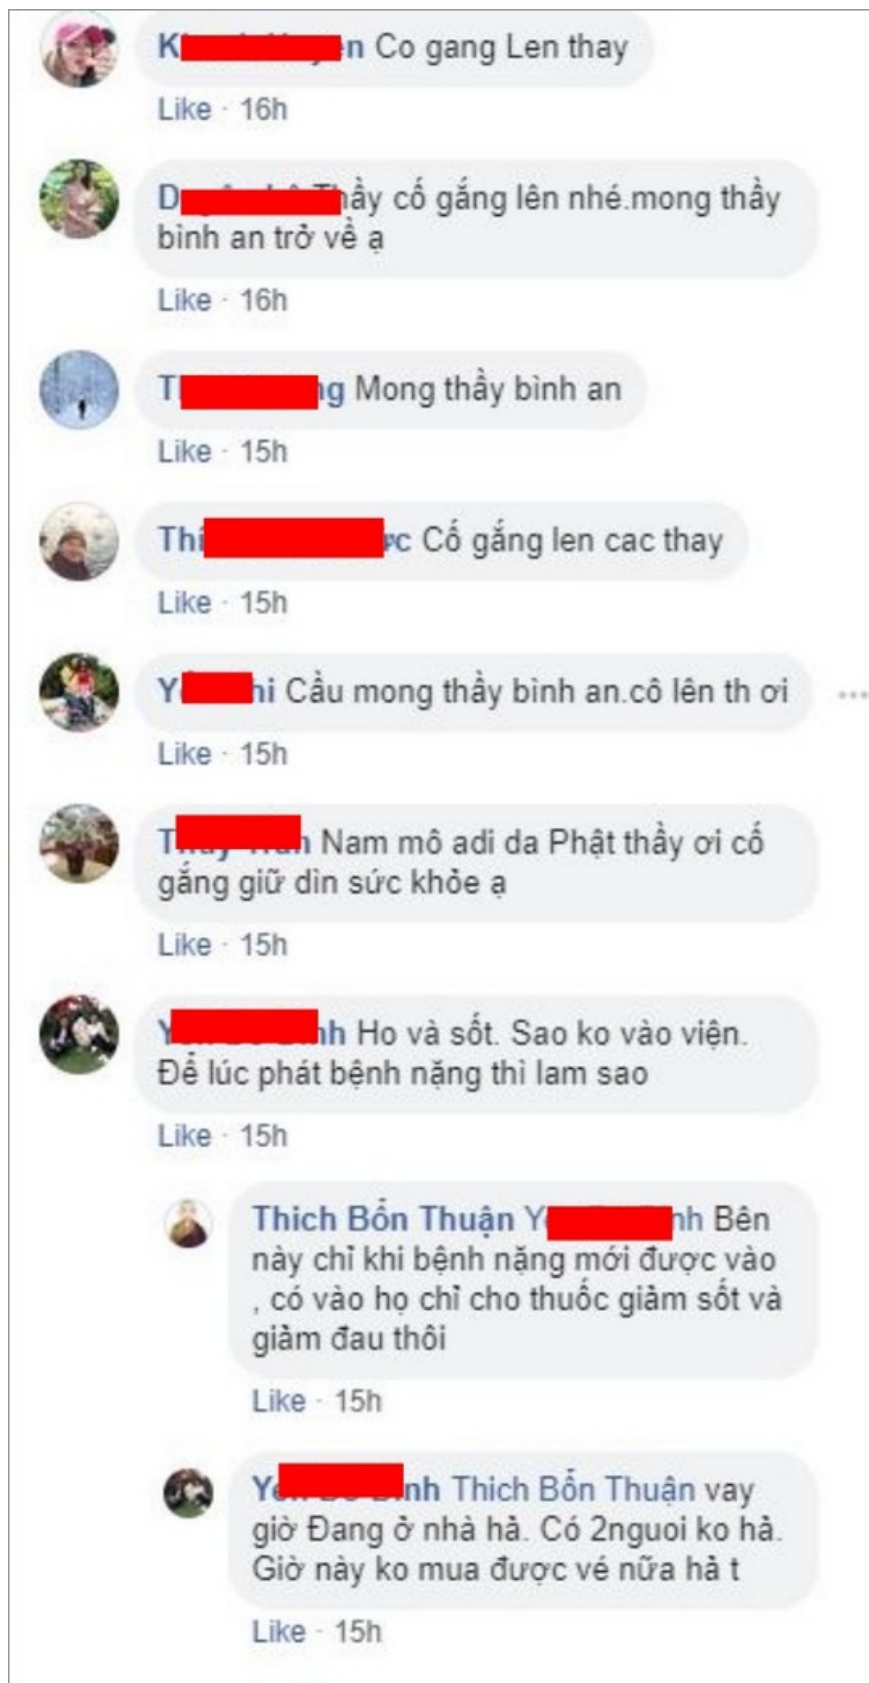 Co gang Len thay
Like · 16h
cố gắng lên nhé.mong thầy
bình an trở về ạ
Like · 16h
Mong thầy bình an
Like · 15h
Cố gắng len cac thay
Like · 15h
Cầu mong thầy bình an.cô lên th ơi
Like · 15h
Nam mô adi da Phật thầy ơi cố
gắng giữ dìn sức khỏe ạ
Like · 15h
Ho và sốt. Sao ko vào viện.
Để lúc phát bệnh nặng thì lam sao
Like · 15h
Thich Bổn Thuận Bên
này chỉ khi bệnh nặng mới được vào
, có vào họ chỉ cho thuốc giảm sốt và
giảm đau thôi
Like · 15h
Thich Bổn Thuận vay
giờ Đang ở nhà hả. Có 2nguoi ko hả.
Giờ này ko mua được vé nữa hả t
Like · 15h